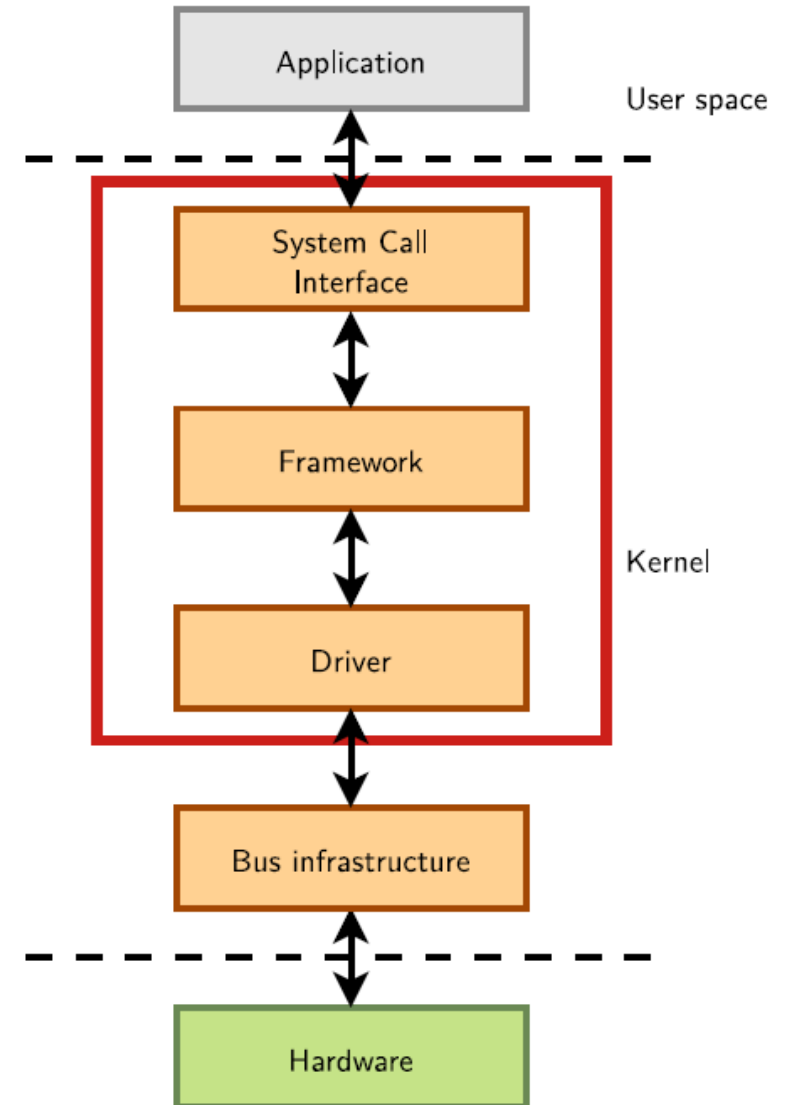 Application
User space
System Call
Interface
Framework
Kernel
Driver
Bus infrastructure
Hardware